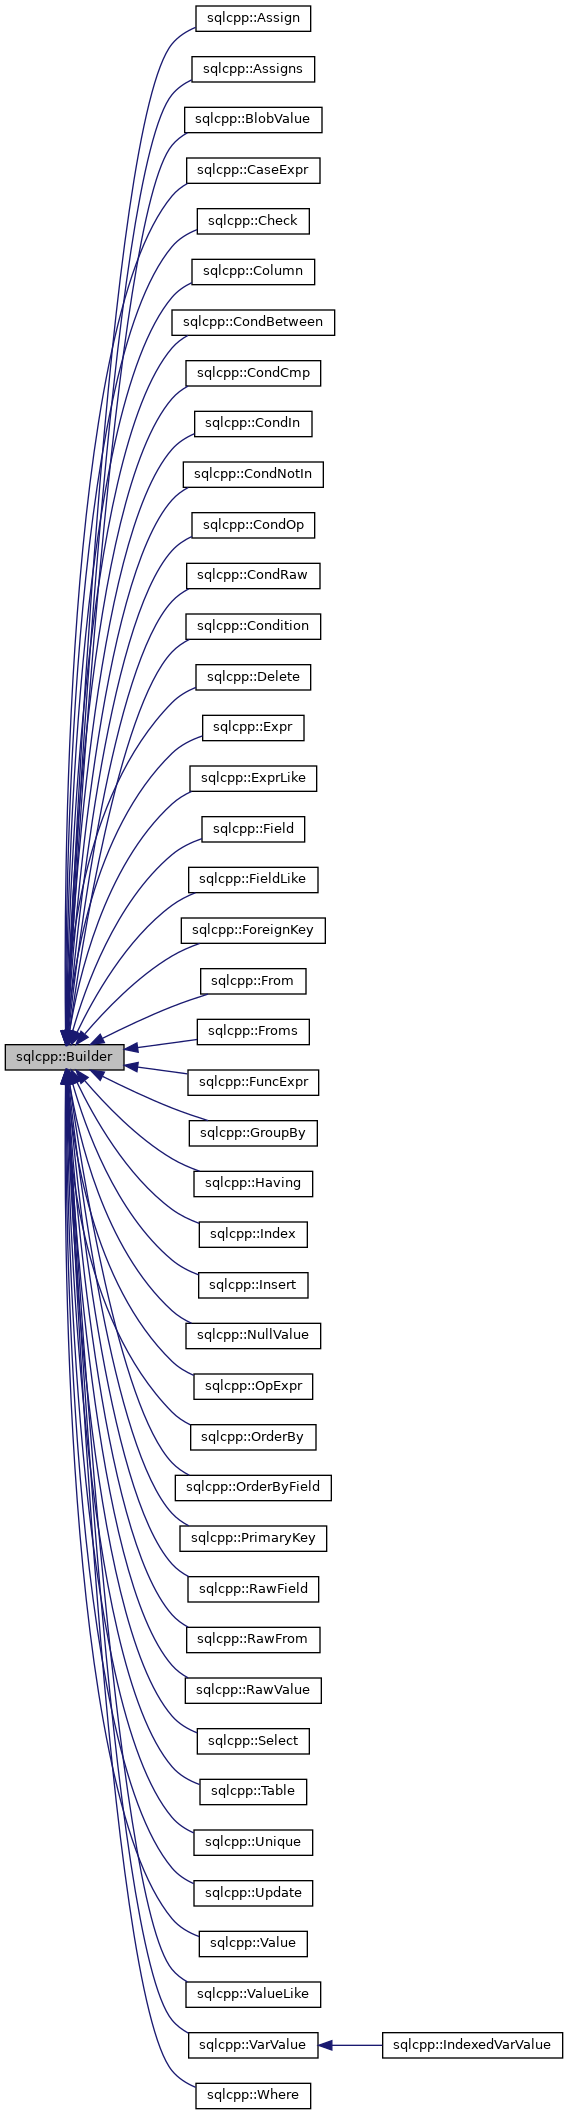 sqlcpp::Assign
sqlcpp::Assigns
sqlcpp::BlobValue
sqlcpp::CaseExpr
sqlcpp::Check
sqlcpp::Column
sqlcpp::CondBetween
sqlcpp::CondCmp
sqlcpp::CondIn
sqlcpp::CondNotIn
sqlcpp::CondOp
sqlcpp::CondRaw
sqlcpp::Condition
sqlcpp::Delete
sqlcpp::Expr
sqlcpp::ExprLike
sqlcpp::Field
sqlcpp::FieldLike
sqlcpp::ForeignKey
sqlcpp::From
sqlcpp::Froms
sqlcpp::Builder
sqlcpp::FuncExpr
sqlcpp::GroupBy
sqlcpp::Having
sqlcpp::Index
sqlcpp::Insert
sqlcpp::NullValue
sqlcpp::OpExpr
sqlcpp::OrderBy
sqlcpp::OrderByField
sqlcpp::PrimaryKey
sqlcpp::RawField
sqlcpp::RawFrom
sqlcpp::RawValue
sqlcpp::Select
sqlcpp::Table
sqlcpp::Unique
sqlcpp::Update
sqlcpp::Value
sqlcpp::ValueLike
sqlcpp::VarValue
sqlcpp::IndexedVarValue
sqlcpp::Where